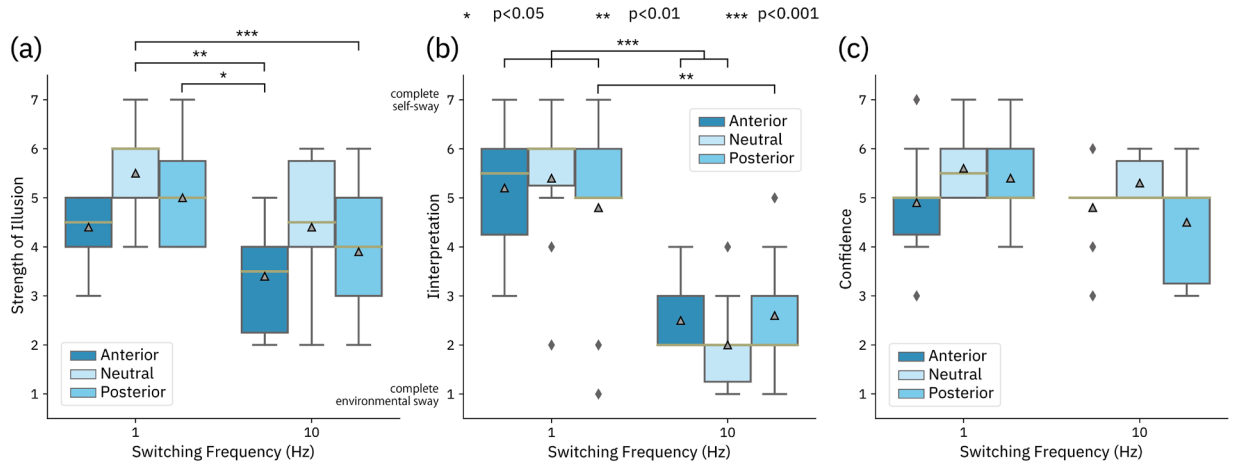 * p<0.05 ** p<0.01 *** p<0.001
(a)
***
**
*
Strength of Illusion
7
6
5
4
3
2
1
Anterior
Neutral
Posterior
1 10
Switching Frequency (Hz)
(b)
***
**
complete
self-sway
Iinterpretation
7
6
5
4
3
2
1
Anterior
Neutral
Posterior
complete
environmental sway
1 10
Switching Frequency (Hz)
(c)
Confidence
7
6
5
4
3
2
1
Anterior
Neutral
Posterior
1 10
Switching Frequency (Hz)